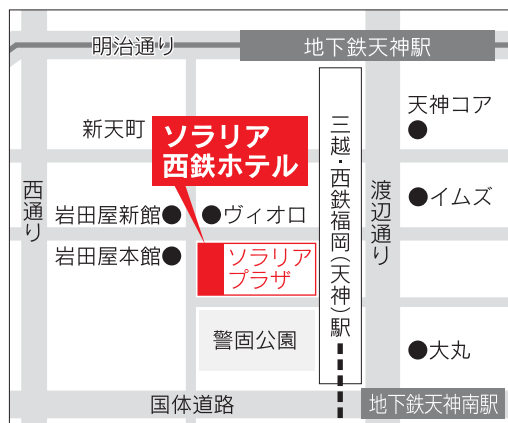 明治通り
地下鉄天神駅
天神コア
新天町
ソラリア
西鉄ホテル
三越・西鉄福岡(天神)駅
西通り
渡辺通り
イムズ
岩田屋新館
ヴィオロ
岩田屋本館
ソラリア
プラザ
警固公園
大丸
国体道路
地下鉄天神南駅